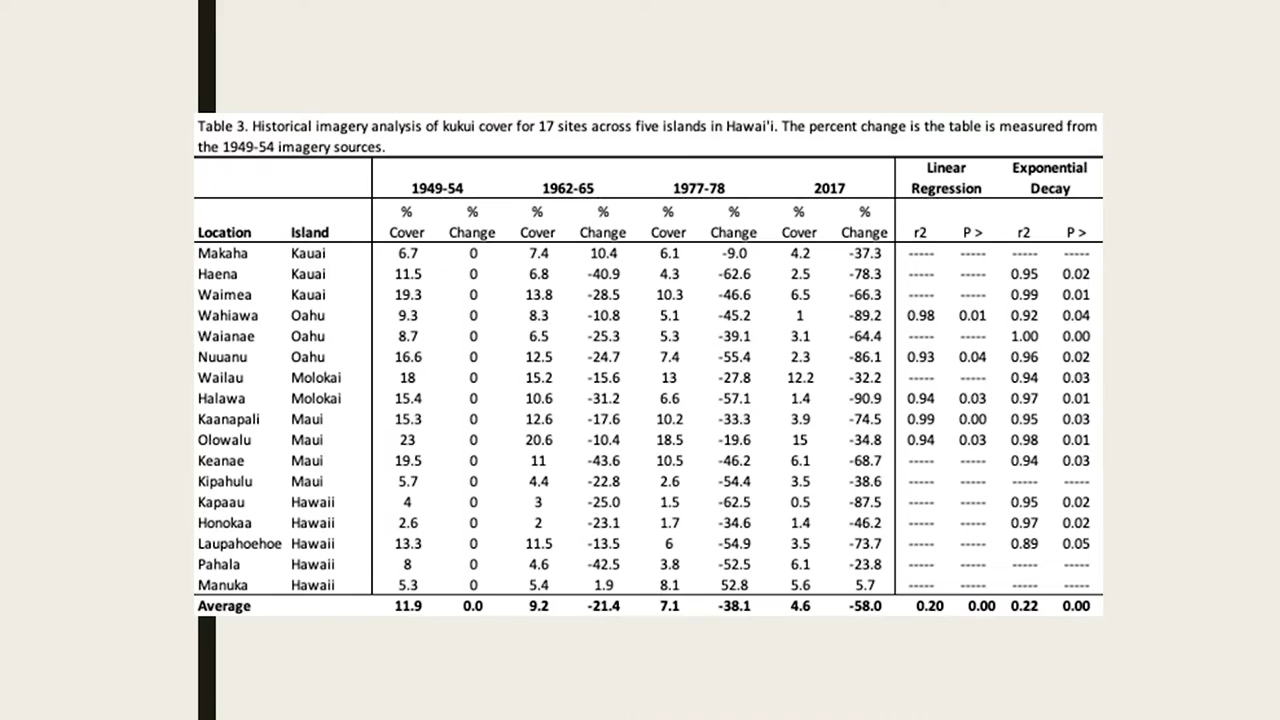 Table 3. Historical imagery analysis of kukui cover for 17 sites across five islands in Hawai'i. The percent change is the table is measured from
the 1949-54 imagery sources.
Linear Exponential
1949-54 1962-65 1977-78 2017 Regression Decay
% % % % % % % %
Location Island Cover Change Cover Change Cover Change Cover Change r2 P > r2 P >
Makaha Kauai 6.7 0 7.4 10.4 6.1 -9.0 4.2 -37.3 ----- ----- ----- -----
Haena Kauai 11.5 0 6.8 -40.9 4.3 -62.6 2.5 -78.3 ----- ----- 0.95 0.02
Waimea Kauai 19.3 0 13.8 -28.5 10.3 -46.6 6.5 -66.3 ----- ----- 0.99 0.01
Wahiawa Oahu 9.3 0 8.3 -10.8 5.1 -45.2 1 -89.2 0.98 0.01 0.92 0.04
Waianae Oahu 8.7 0 6.5 -25.3 5.3 -39.1 3.1 -64.4 ----- ----- 1.00 0.00
Nuuanu Oahu 16.6 0 12.5 -24.7 7.4 -55.4 2.3 -86.1 0.93 0.04 0.96 0.02
Wailau Molokai 18 0 15.2 -15.6 13 -27.8 12.2 -32.2 ----- ----- 0.94 0.03
Halawa Molokai 15.4 0 10.6 -31.2 6.6 -57.1 1.4 -90.9 0.94 0.03 0.97 0.01
Kaanapali Maui 15.3 0 12.6 -17.6 10.2 -33.3 3.9 -74.5 0.99 0.00 0.95 0.03
Olowalu Maui 23 0 20.6 -10.4 18.5 -19.6 15 -34.8 0.94 0.03 0.98 0.01
Keanae Maui 19.5 0 11 -43.6 10.5 -46.2 6.1 -68.7 ----- ----- 0.94 0.03
Kipahulu Maui 5.7 0 4.4 -22.8 2.6 -54.4 3.5 -38.6 ----- ----- ----- -----
Kapaau Hawaii 4 0 3 -25.0 1.5 -62.5 0.5 -87.5 ----- ----- 0.95 0.02
Honokaa Hawaii 2.6 0 2 -23.1 1.7 -34.6 1.4 -46.2 ----- ----- 0.97 0.02
Laupahoehoe Hawaii 13.3 0 11.5 -13.5 6 -54.9 3.5 -73.7 ----- ----- 0.89 0.05
Pahala Hawaii 8 0 4.6 -42.5 3.8 -52.5 6.1 -23.8 ----- ----- ----- -----
Manuka Hawaii 5.3 0 5.4 1.9 8.1 52.8 5.6 5.7 ----- ----- ----- -----
Average 11.9 0.0 9.2 -21.4 7.1 -38.1 4.6 -58.0 0.20 0.00 0.22 0.00